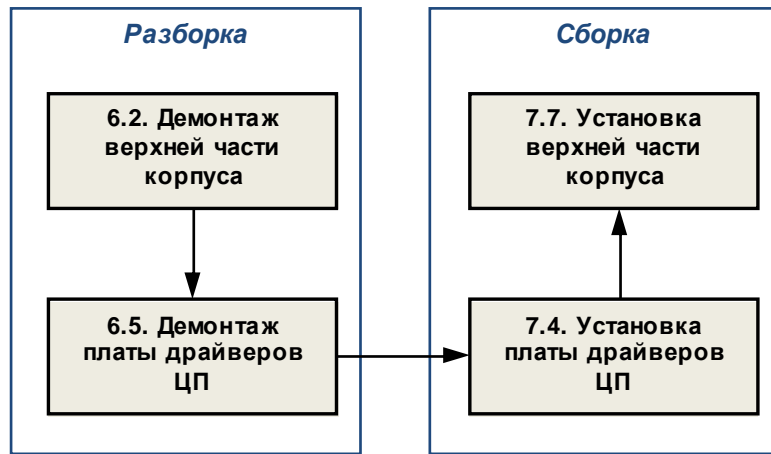 Разборка
6.2. Демонтаж
верхней части
корпуса
6.5. Демонтаж
платы драйверов
ЦП
Сборка
7.7. Установка
верхней части
корпуса
7.4. Установка
платы драйверов
ЦП